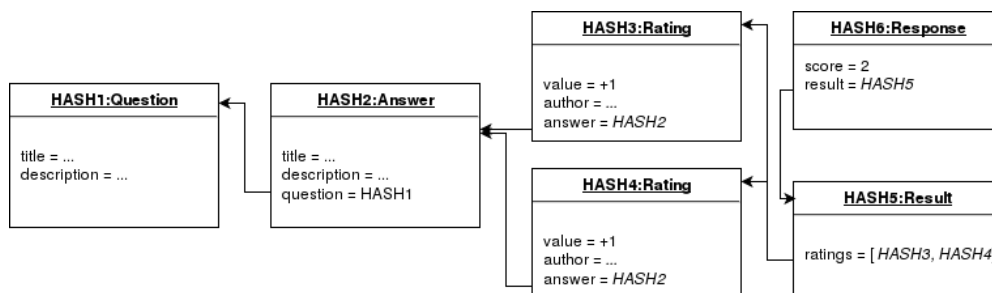 HASH1:Question
title = ...
description = ...
HASH2:Answer
title = ...
description = ...
question = HASH1
HASH3:Rating
value = +1
author = ...
answer = HASH2
HASH4:Rating
value = +1
author = ...
answer = HASH2
HASH6:Response
score = 2
result = HASH5
HASH5:Result
ratings = [ HASH3, HASH4